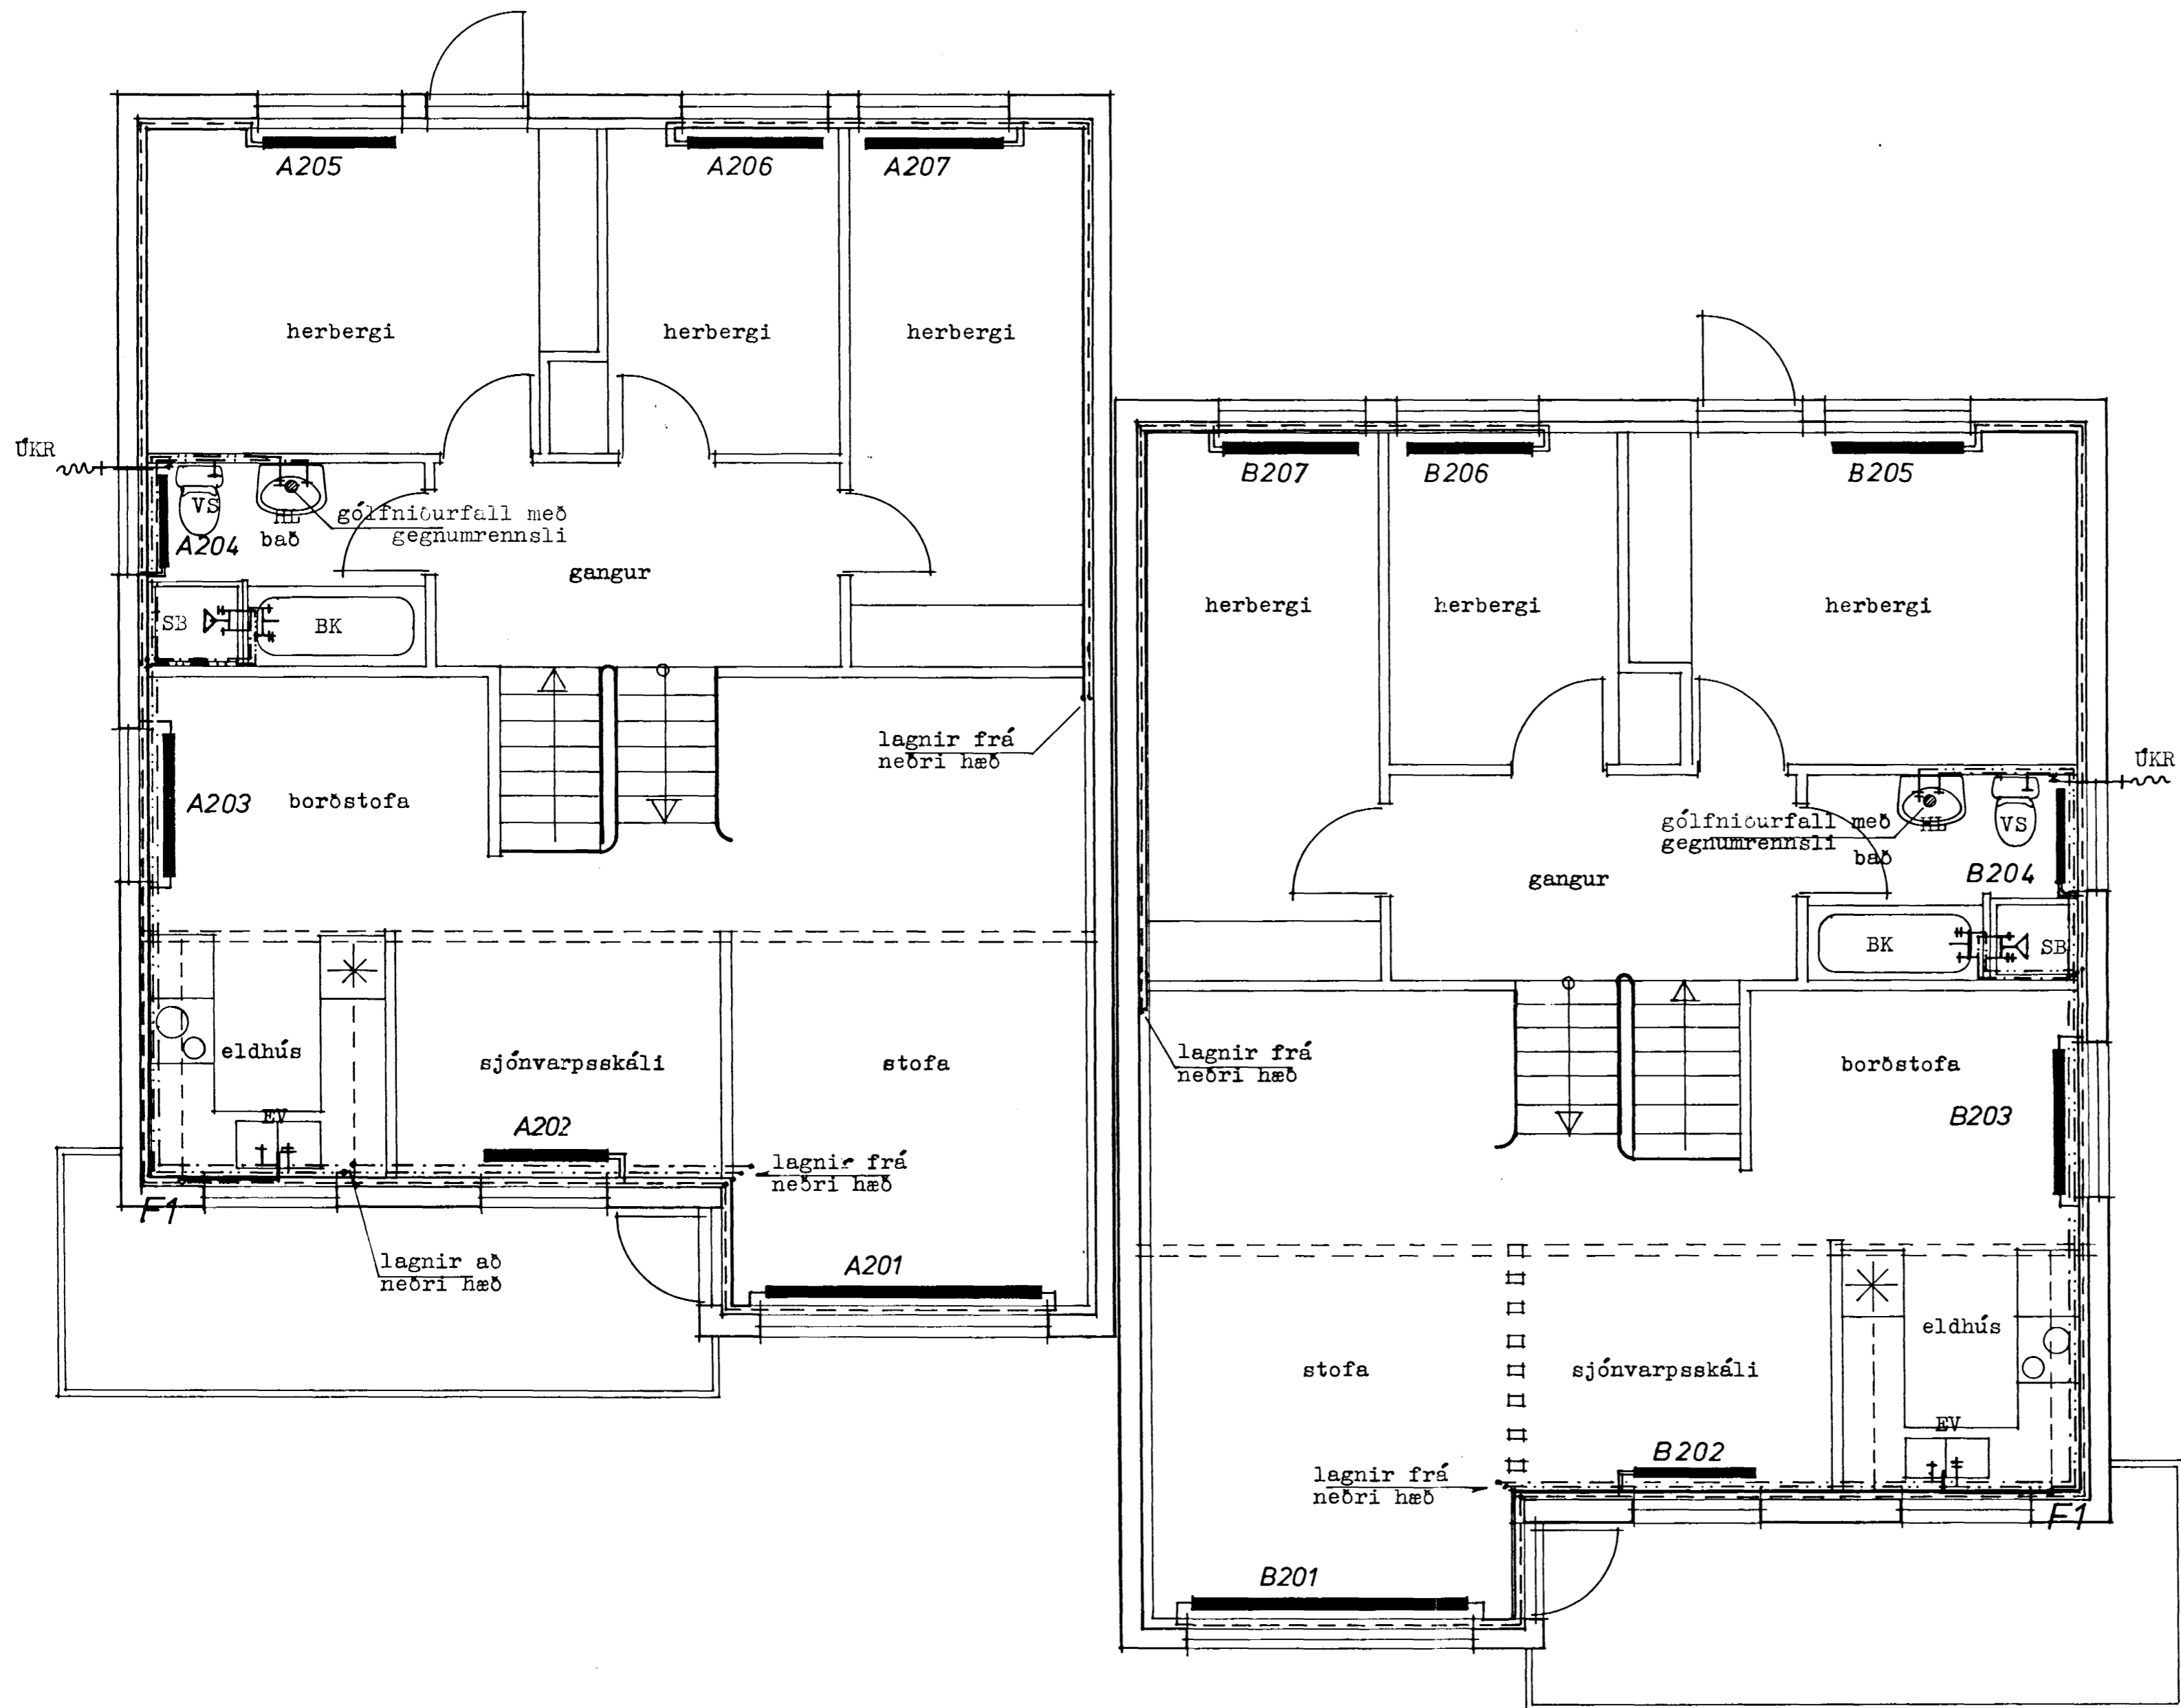 A205
A206
A207
herbergi
herbergi
herbergi
ÚKR
VS
HL
gólfniðurfall með
gegnumrennsli
A204
bað
gangur
SB
BK
lagnir frá
neðri hæð
A203
borðstofa
eldhús
sjónvarpsskáli
stofa
EV
A202
lagnir frá
neðri hæð
F1
lagnir að
neðri hæð
A201
B207
B206
B205
herbergi
herbergi
herbergi
ÚKR
gólfniðurfall með
gegnumrennsli
HL
VS
bað
B204
gangur
BK
SB
lagnir frá
neðri hæð
borðstofa
B203
eldhús
stofa
sjónvarpsskáli
EV
B202
lagnir frá
neðri hæð
F1
B201